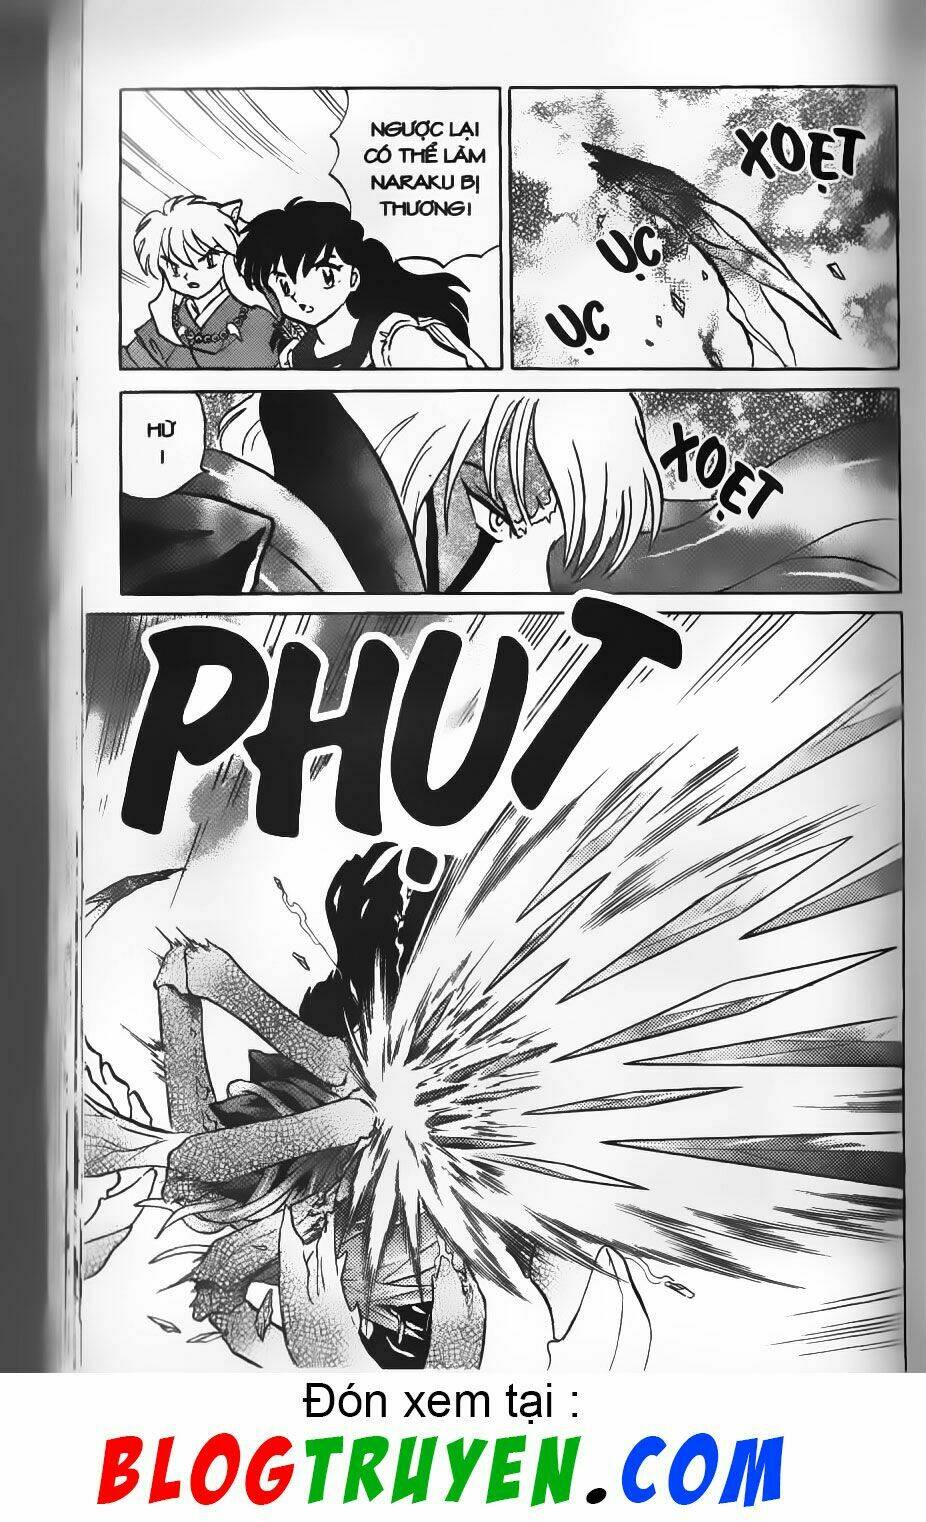 NGƯỢC LẠI
CÓ THỂ LÀM
NARAKU BỊ
THƯƠNG!
XOẸT
ỤC
ỤC
HỪ
!
XOẸT
PHỤT
Đón xem tại :
BLOGTRUYEN.COM